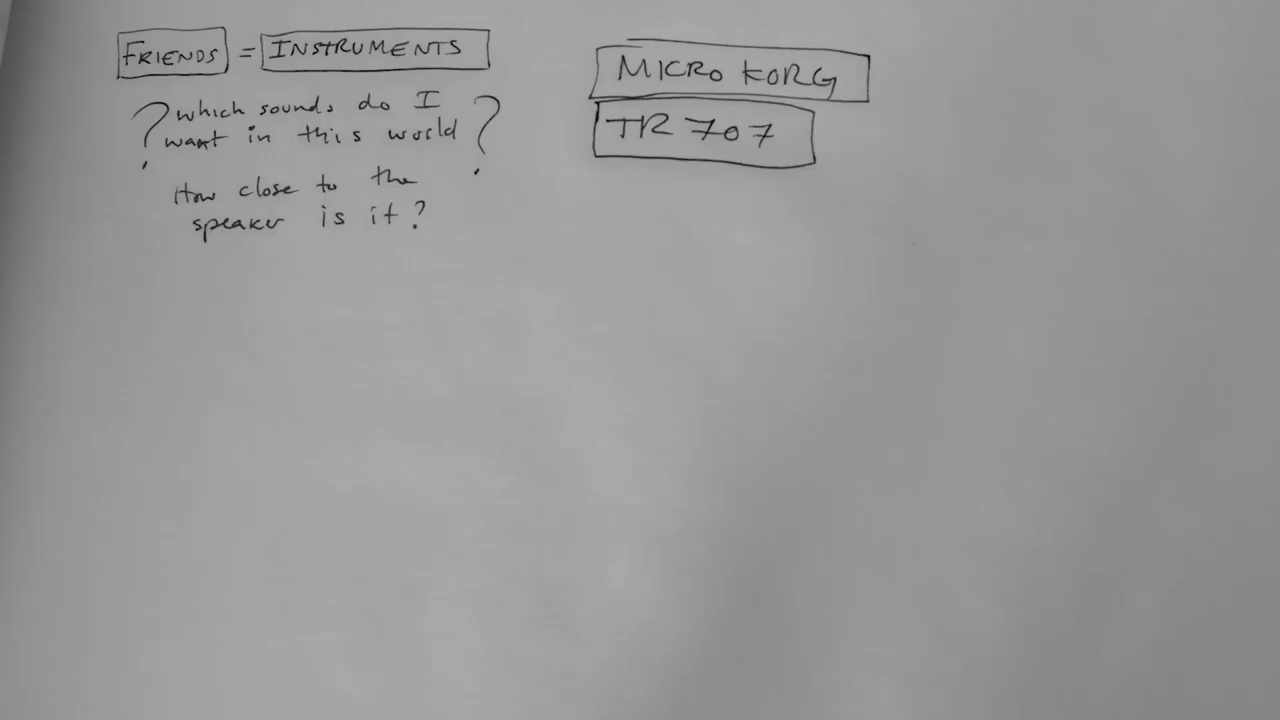 FRIENDS = INSTRUMENTS
? which sounds do I ?
want in this world
How close to the
speaker is it?
MICRO KORG
TR 707